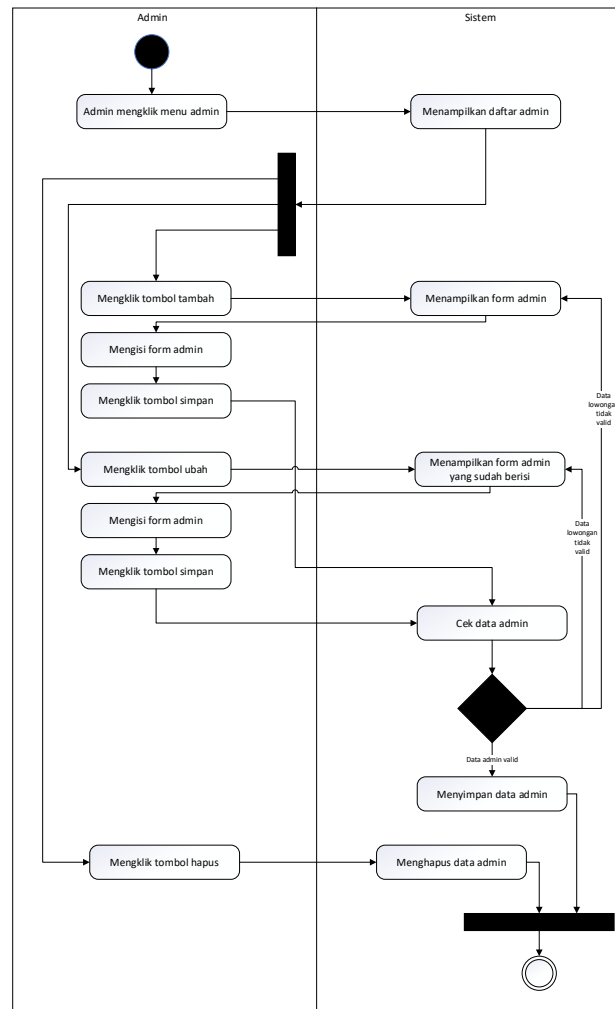 Admin
Sistem
Admin mengklik menu admin
Menampilkan daftar admin
Mengklik tombol tambah
Menampilkan form admin
Mengisi form admin
Mengklik tombol simpan
Data
lowongan
tidak
valid
Mengklik tombol ubah
Menampilkan form admin
yang sudah berisi
Mengisi form admin
Data
lowongan
tidak
valid
Mengklik tombol simpan
Cek data admin
Data admin valid
Menyimpan data admin
Mengklik tombol hapus
Menghapus data admin